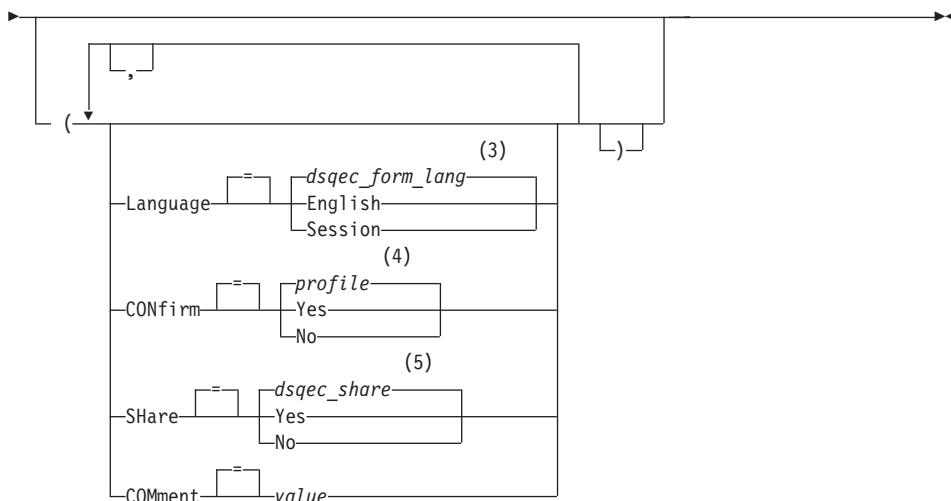 ,
(
)
(3)
=
dsqec_form_lang
Language
English
Session
(4)
=
profile
CONfirm
Yes
No
(5)
=
dsqec_share
SHare
Yes
No
=
COMment value